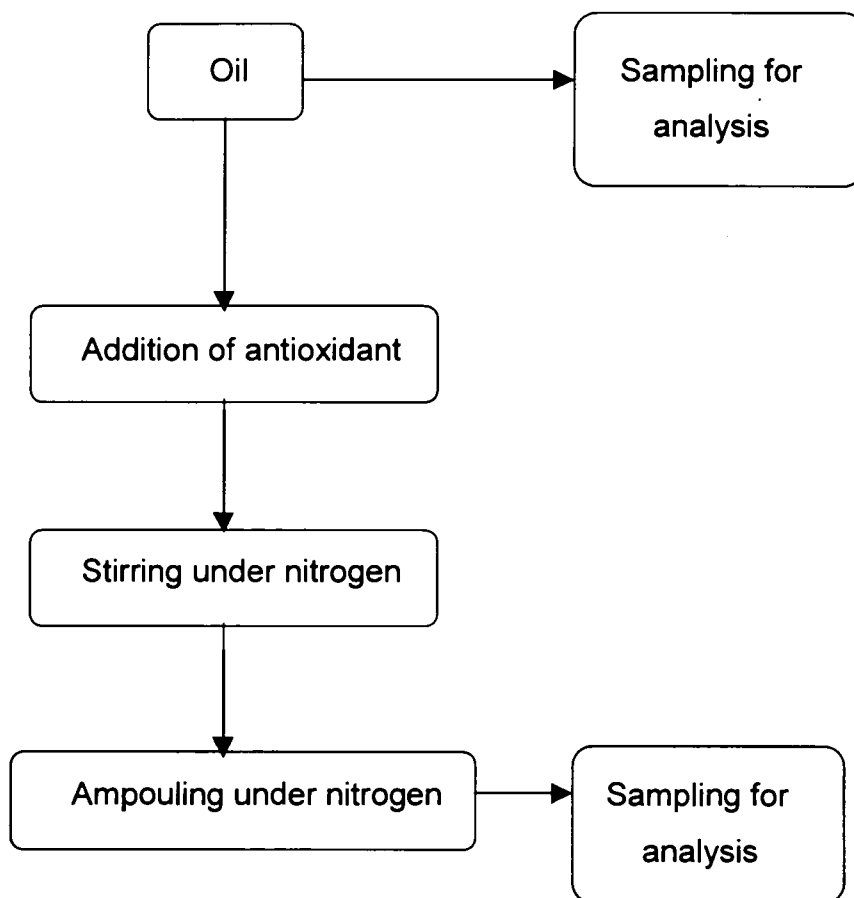 Oil
Sampling for
analysis
Addition of antioxidant
Stirring under nitrogen
Ampouling under nitrogen
Sampling for
analysis